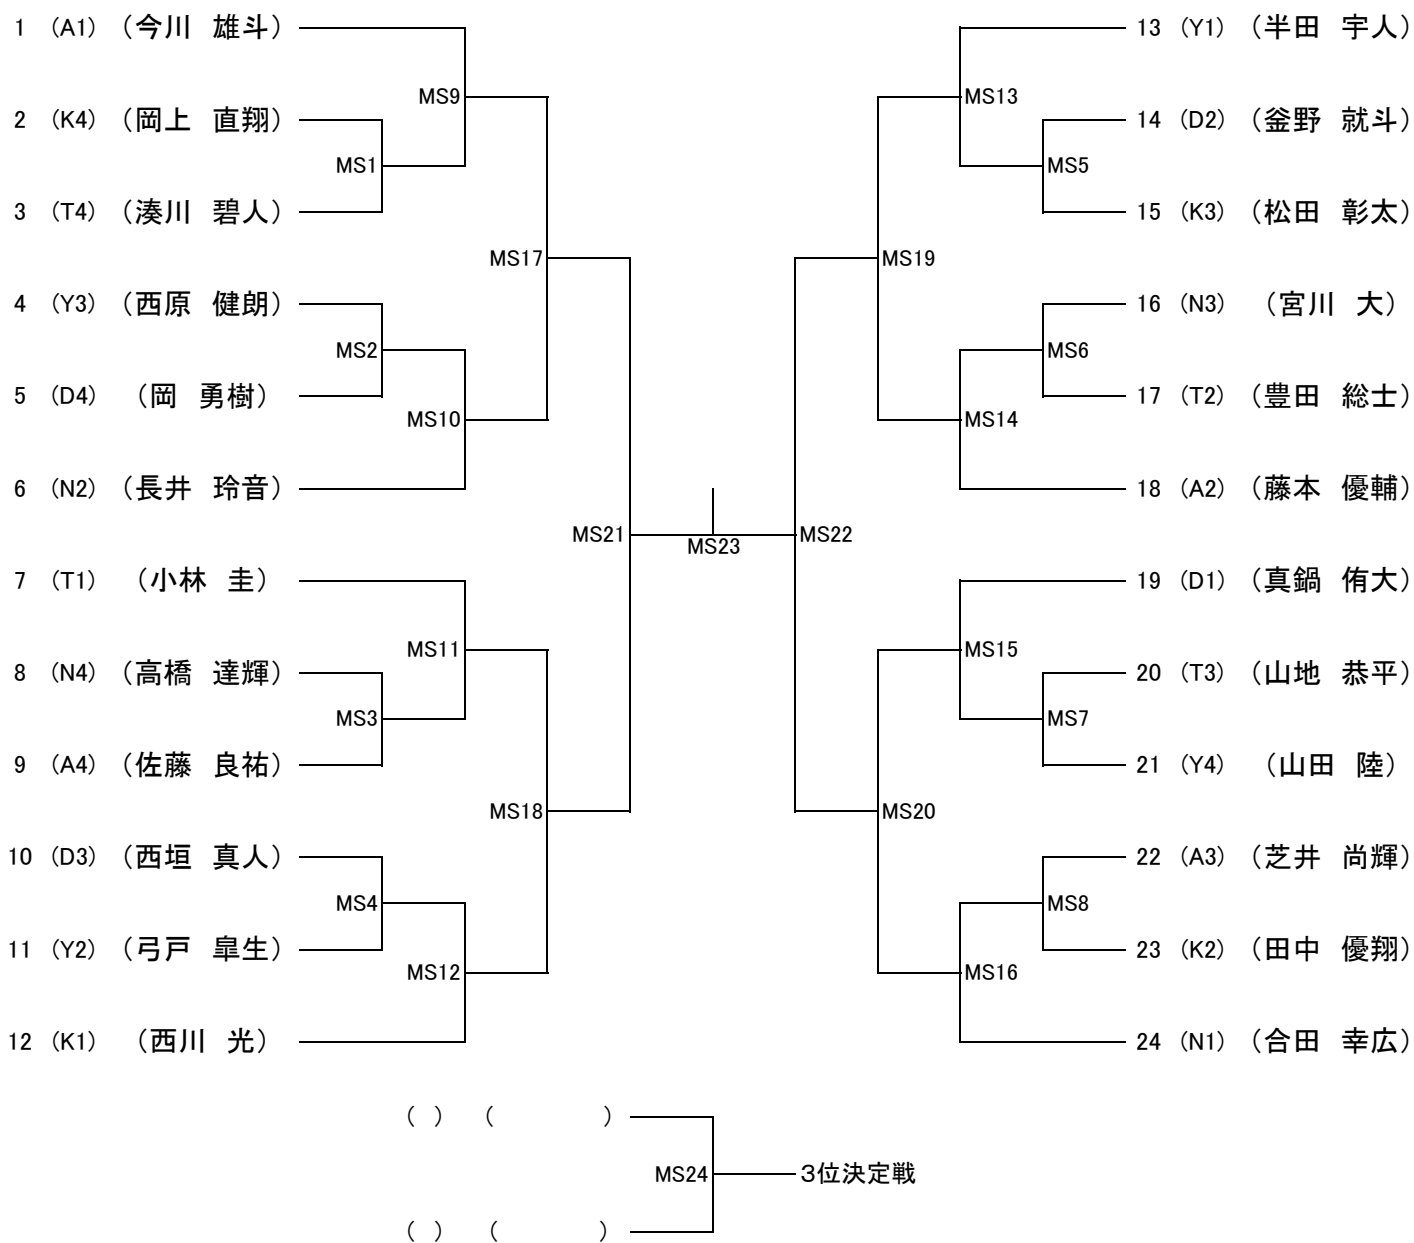 1 (A1) (今川 雄斗)
MS9
2 (K4) (岡上 直翔)
MS1
3 (T4) (湊川 碧人)
MS17
4 (Y3) (西原 健朗)
MS2
5 (D4) (岡 勇樹)
MS10
6 (N2) (長井 玲音)
MS21
7 (T1) (小林 圭)
MS11
8 (N4) (高橋 達輝)
MS3
9 (A4) (佐藤 良祐)
MS18
10 (D3) (西垣 真人)
MS4
11 (Y2) (弓戸 皐生)
MS12
12 (K1) (西川 光)
MS23
13 (Y1) (半田 宇人)
MS13
14 (D2) (釜野 就斗)
MS5
15 (K3) (松田 彰太)
MS19
16 (N3) (宮川 大)
MS6
17 (T2) (豊田 総士)
MS14
18 (A2) (藤本 優輔)
MS22
19 (D1) (真鍋 侑大)
MS15
20 (T3) (山地 恭平)
MS7
21 (Y4) (山田 陸)
MS20
22 (A3) (芝井 尚輝)
MS8
23 (K2) (田中 優翔)
MS16
24 (N1) (合田 幸広)
( ) ( )
MS24 3位決定戦
( ) ( )